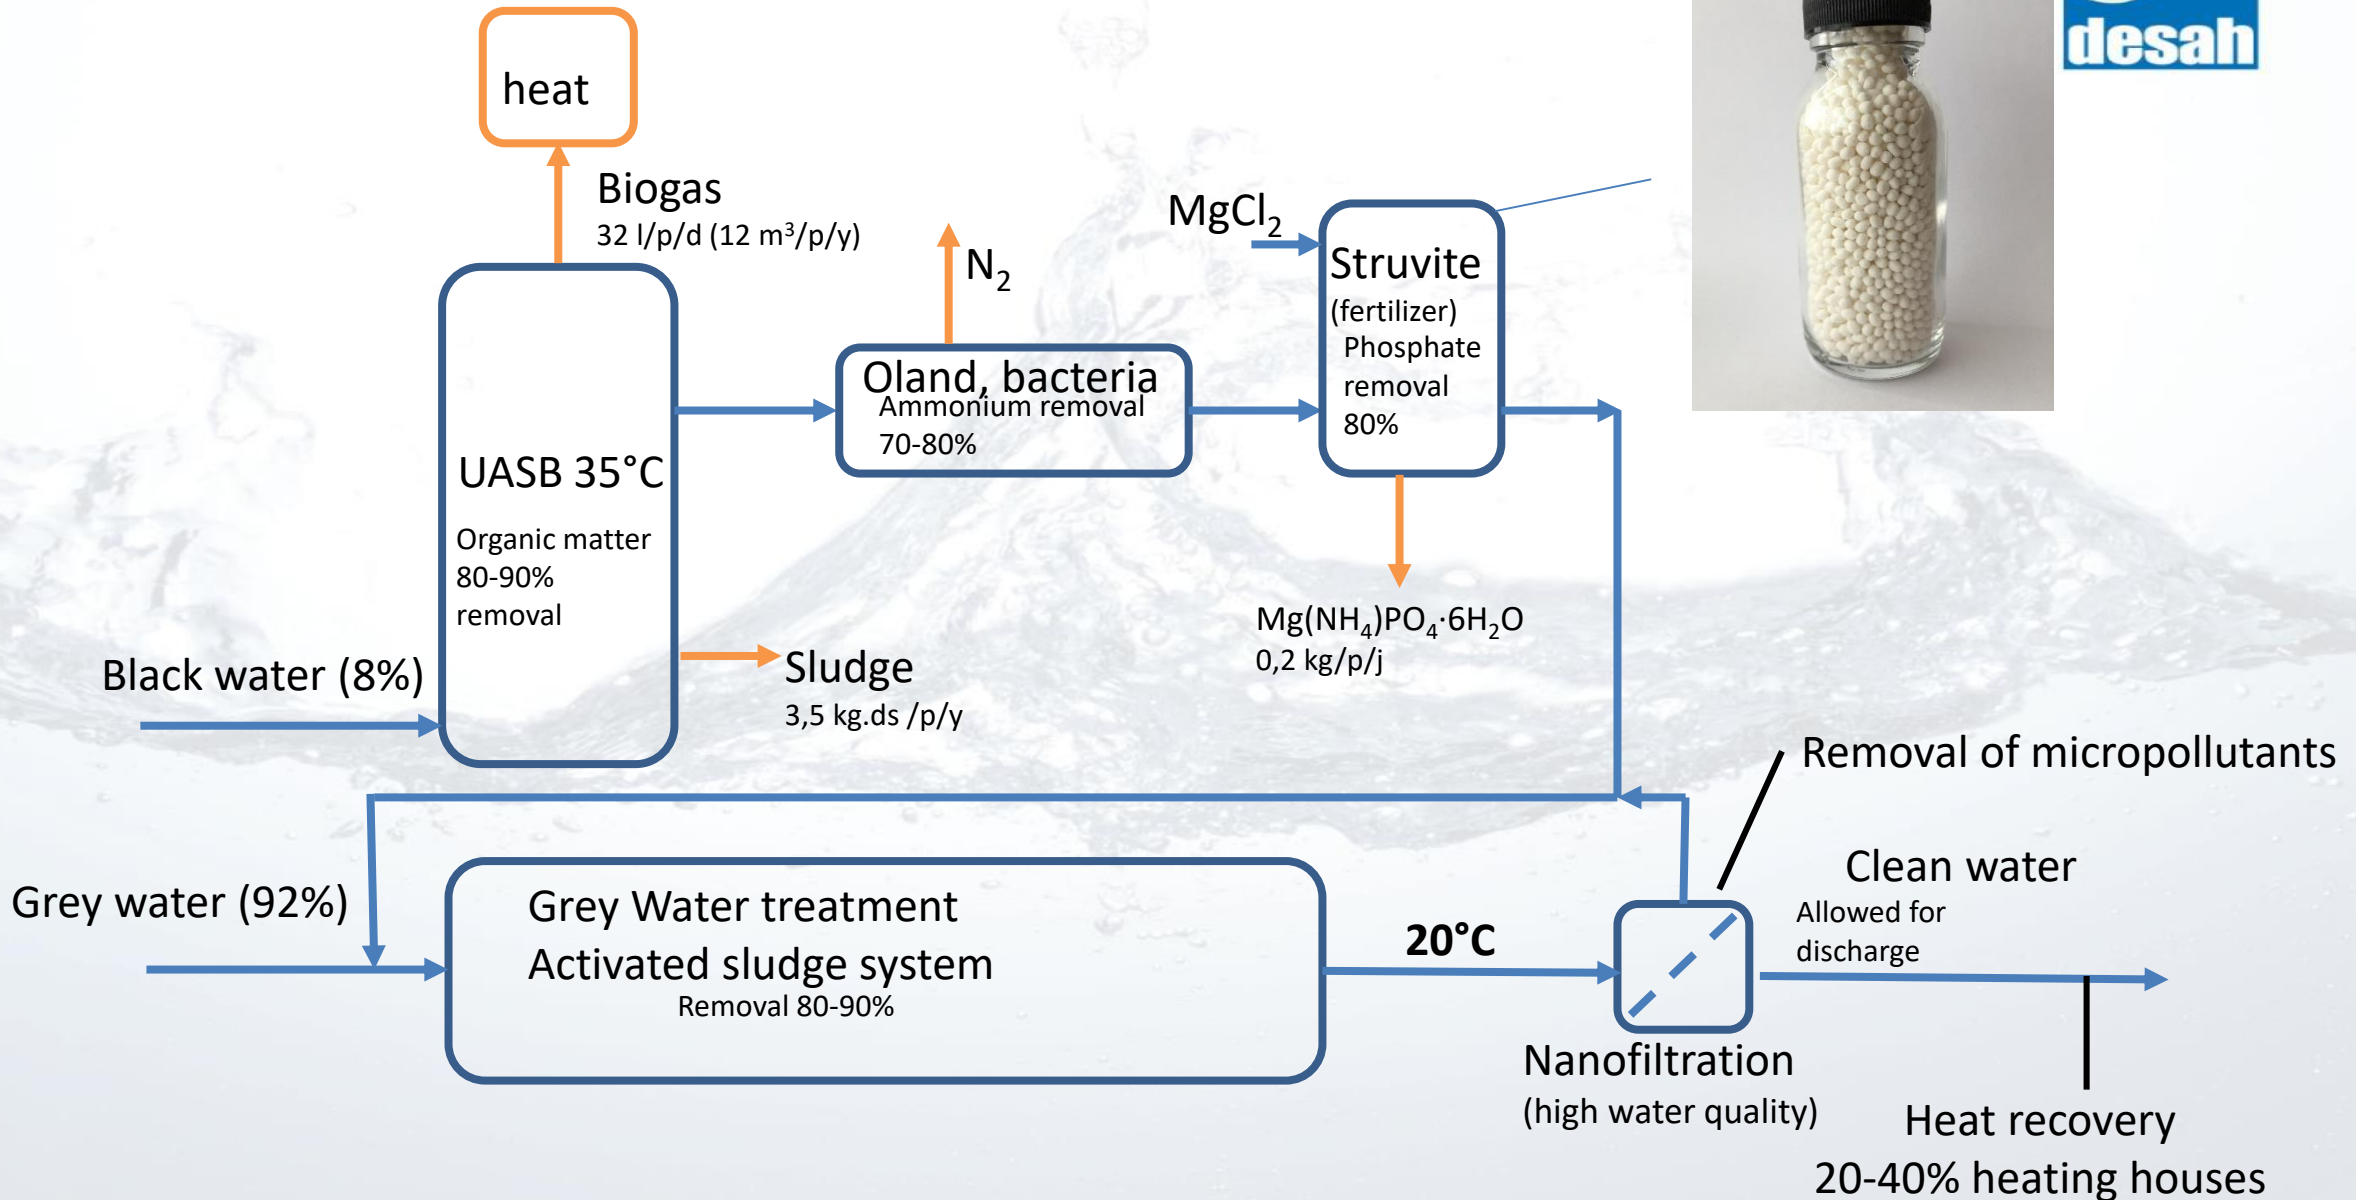 desah
heat
Biogas
32 l/p/d (12 m³/p/y)
N₂
MgCl₂
Struvite
(fertilizer)
Phosphate
removal
80%
Oland, bacteria
Ammonium removal
70-80%
UASB 35°C
Organic matter
80-90%
removal
Mg(NH₄)PO₄·6H₂O
0,2 kg/p/j
Black water (8%)
Sludge
3,5 kg.ds /p/y
Removal of micropollutants
Grey water (92%)
Grey Water treatment
Activated sludge system
Removal 80-90%
20°C
Clean water
Allowed for
discharge
Nanofiltration
(high water quality)
Heat recovery
20-40% heating houses